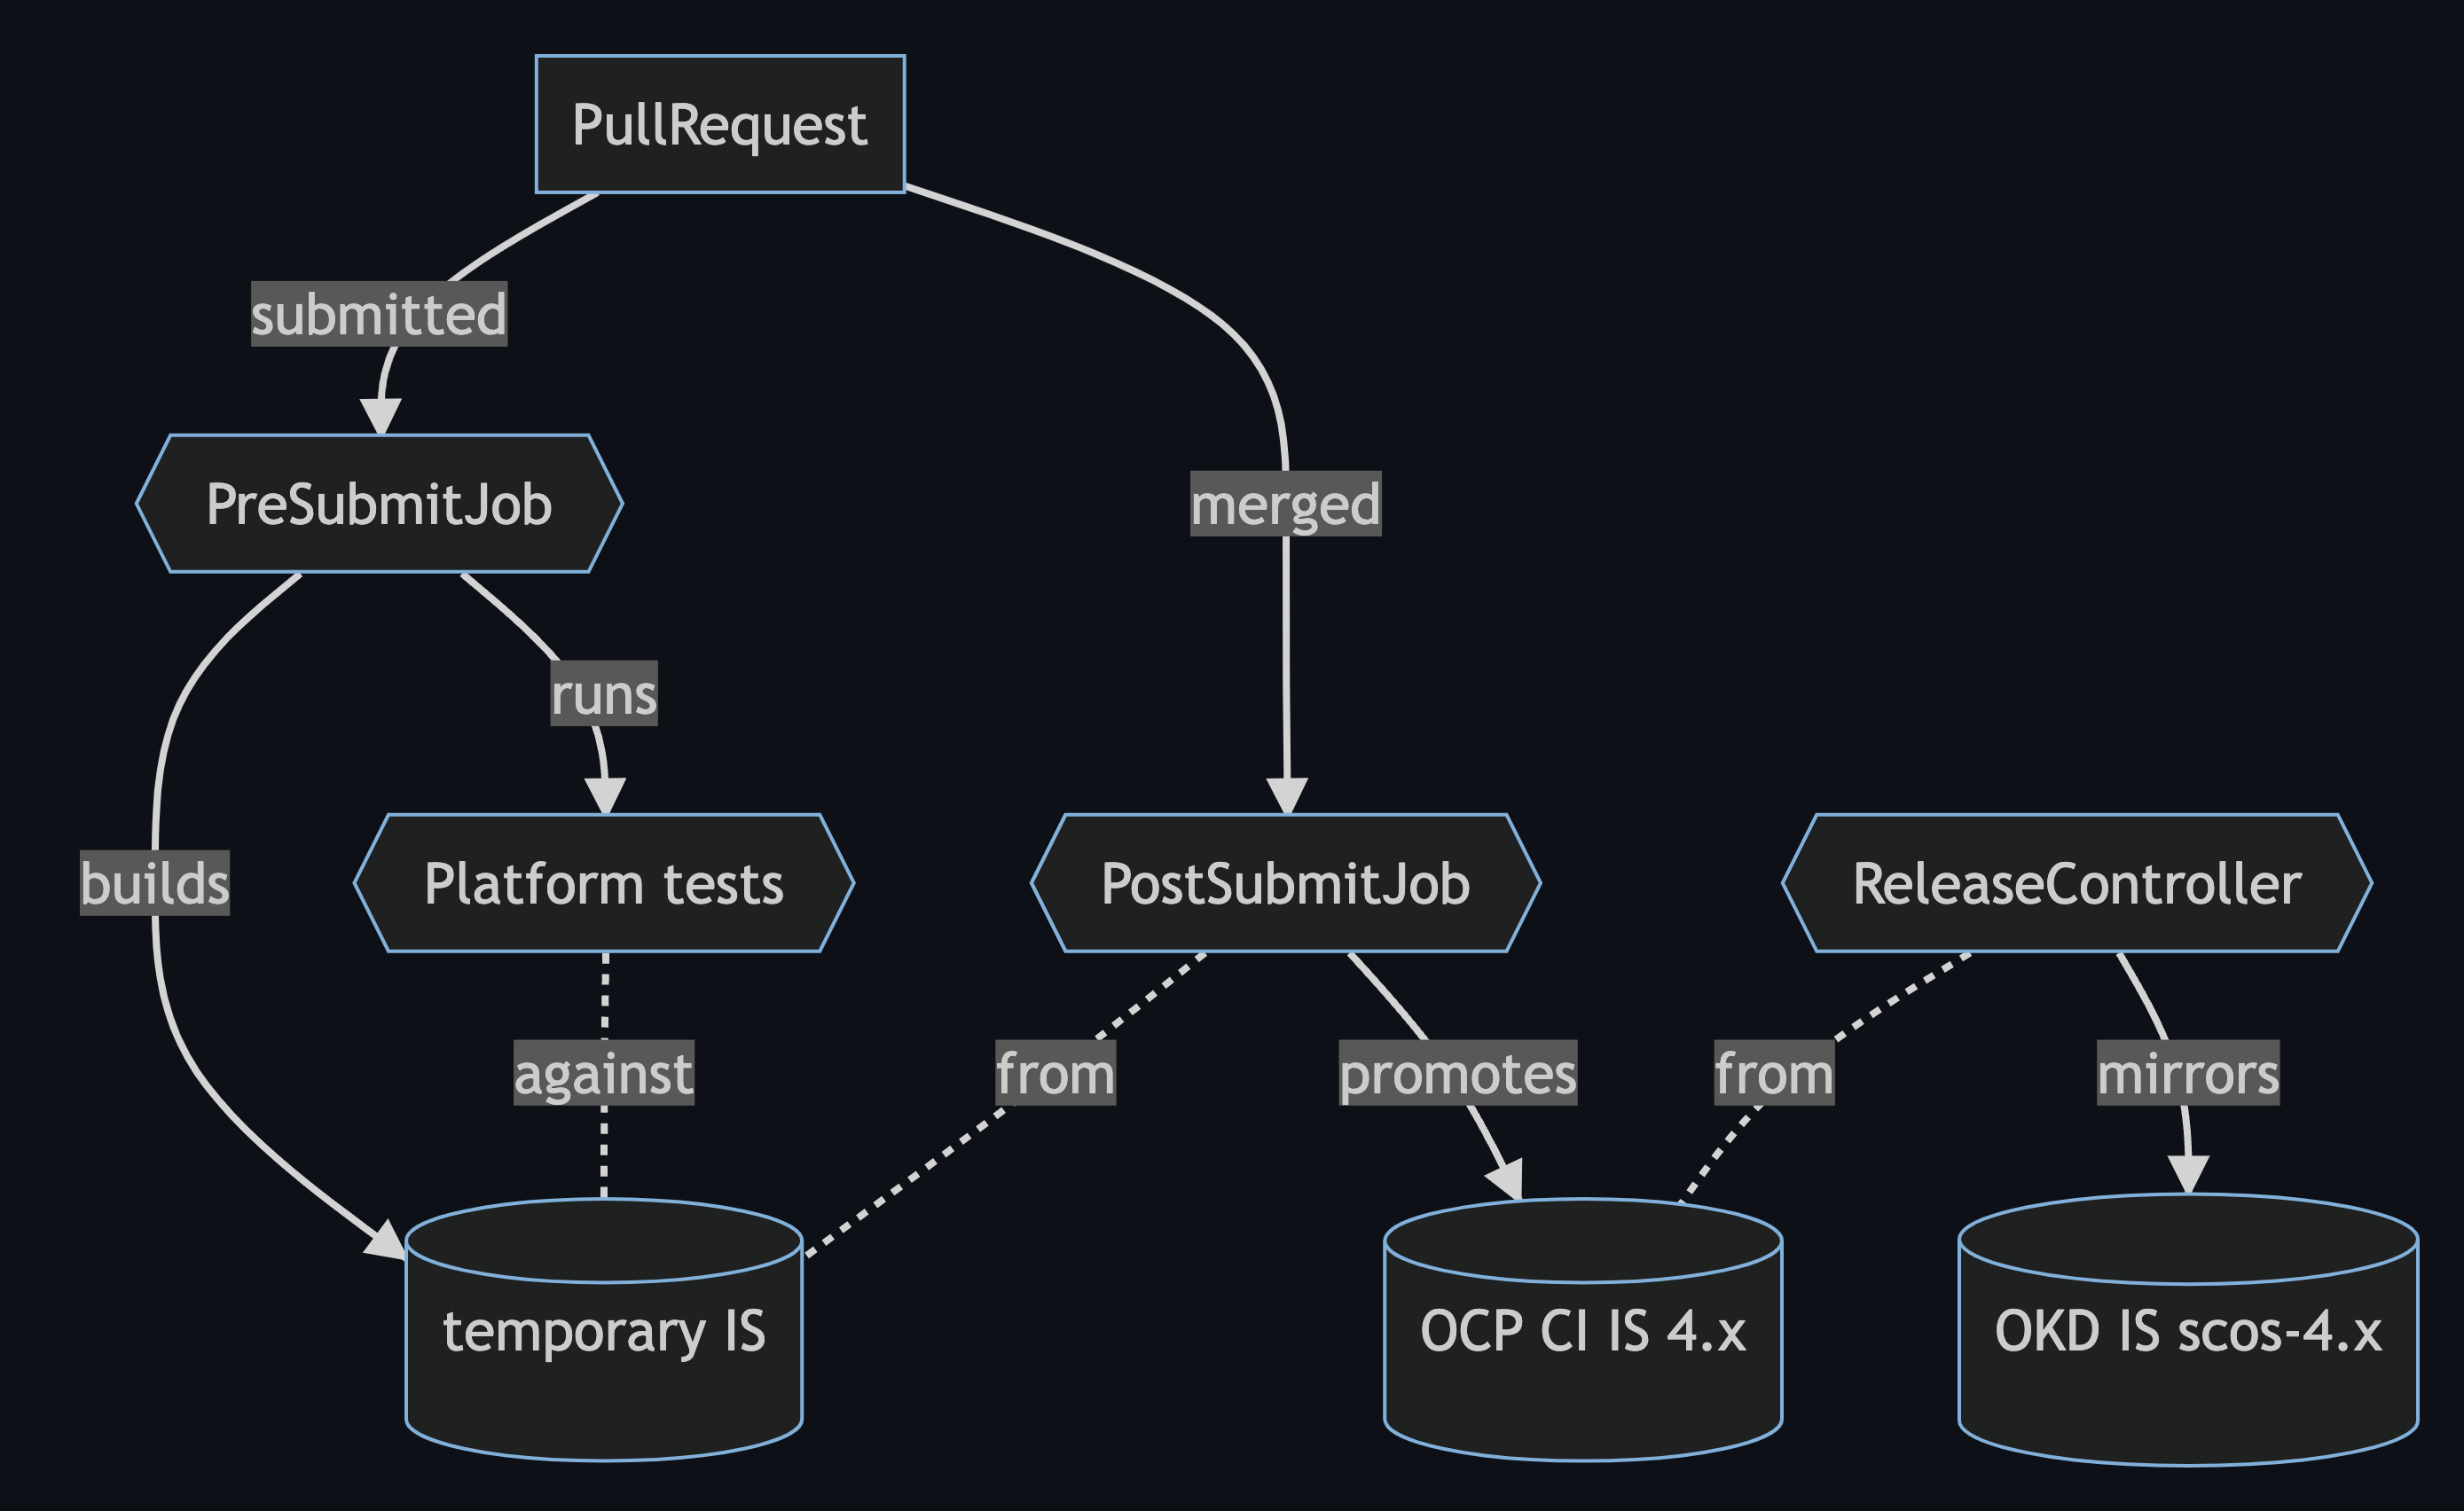 PullRequest
submitted
PreSubmitJob
merged
runs
builds
Platform tests
PostSubmitJob
ReleaseController
against
from
promotes
from
mirrors
temporary IS
OCP CI IS 4.x
OKD IS scos-4.x